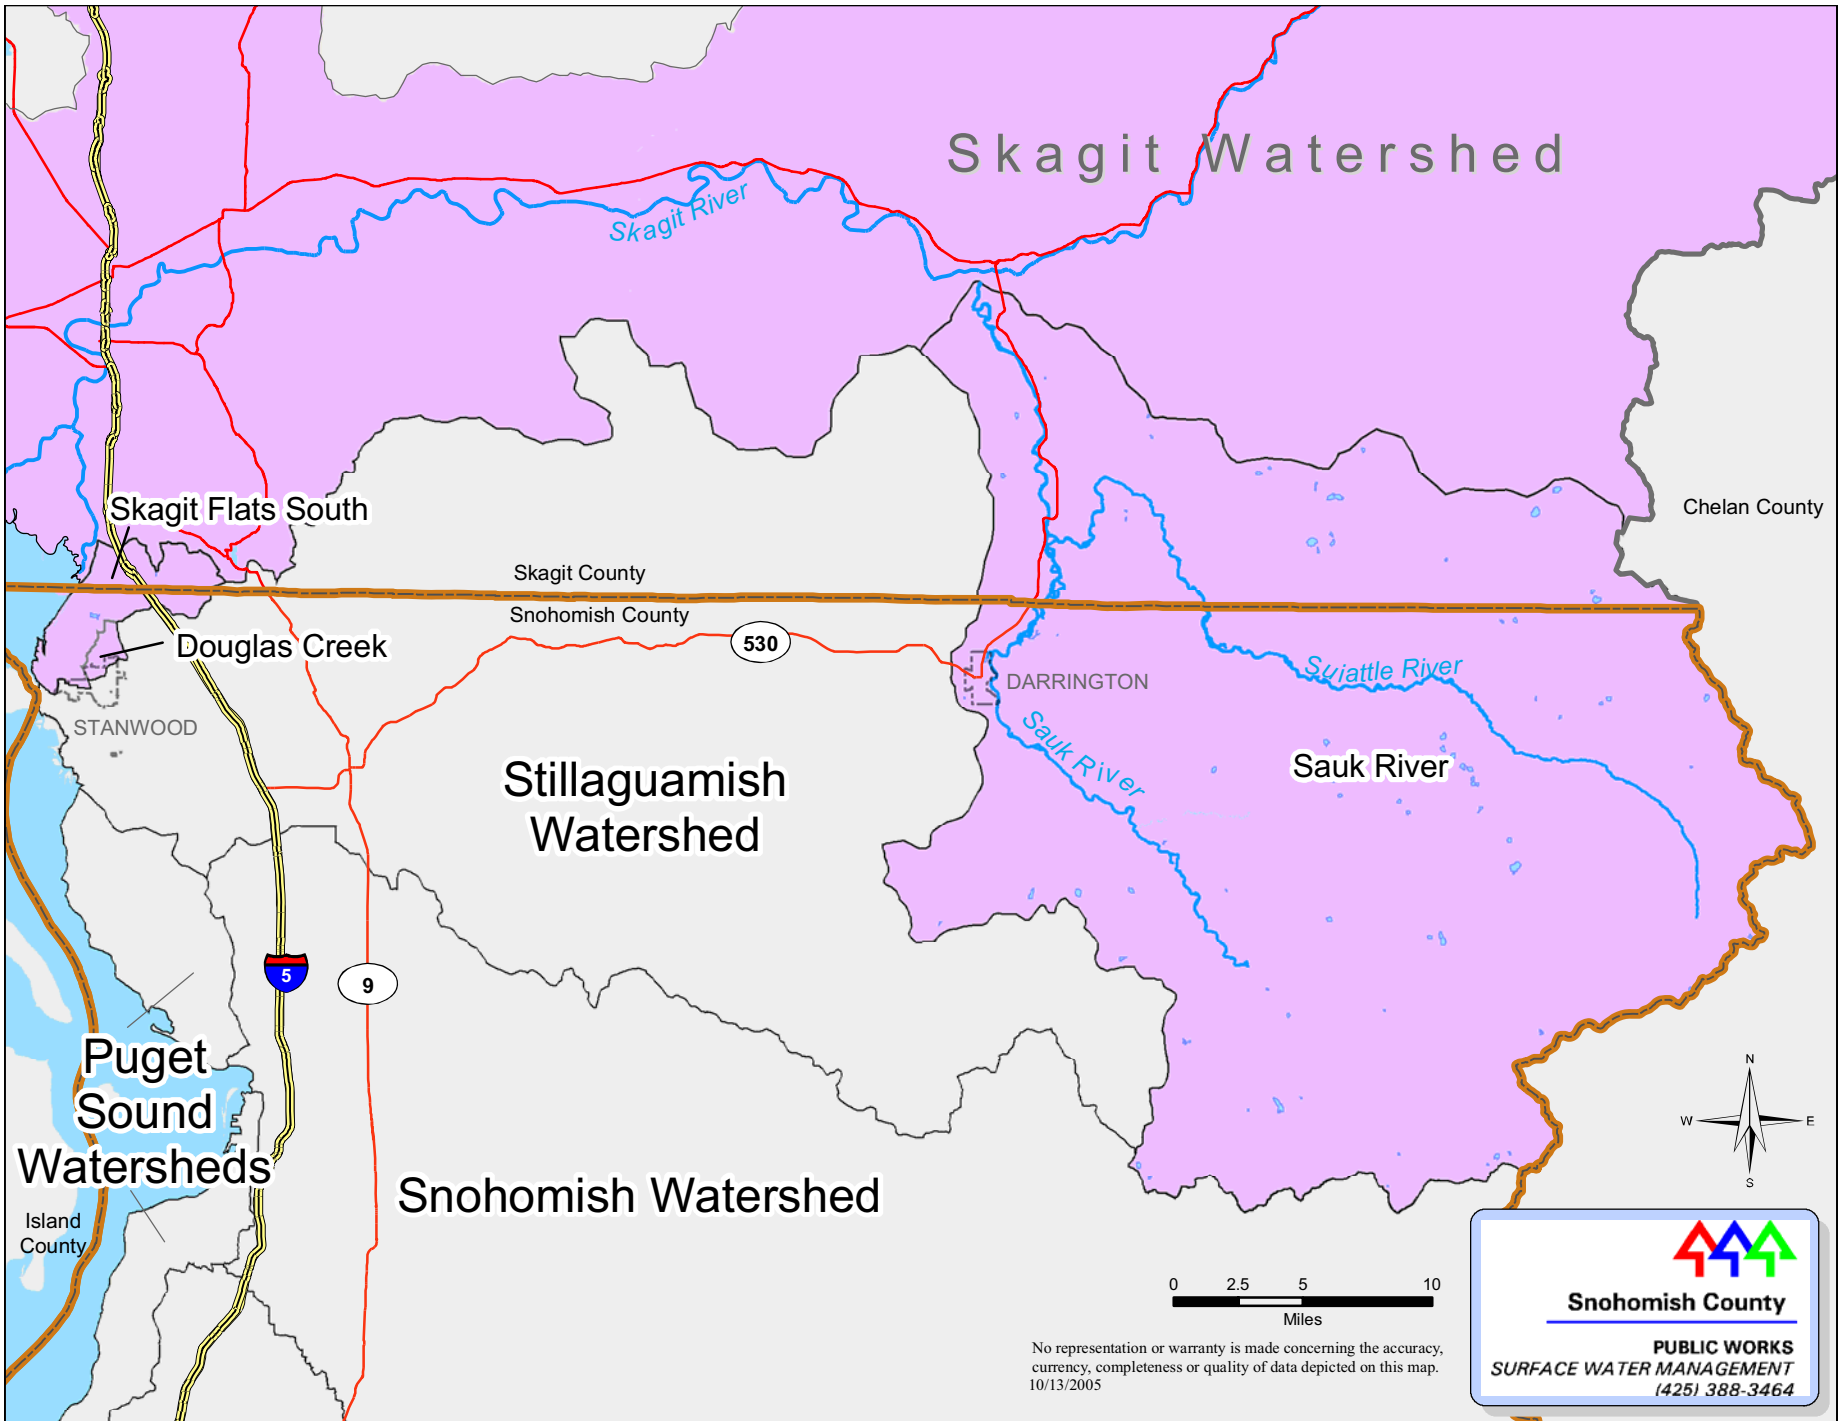 Skagit Watershed
Skagit River
Skagit Flats South
Chelan County
Skagit County
Snohomish County
530
Douglas Creek
Suiattle River
DARRINGTON
STANWOOD
Sauk River
Sauk River
Stillaguamish
Watershed
5
9
Puget
Sound
Watersheds
Snohomish Watershed
Island
County
N
W E
S
0 2.5 5 10
Miles
No representation or warranty is made concerning the accuracy,
currency, completeness or quality of data depicted on this map.
10/13/2005
Snohomish County
PUBLIC WORKS
SURFACE WATER MANAGEMENT
(425) 388-3464